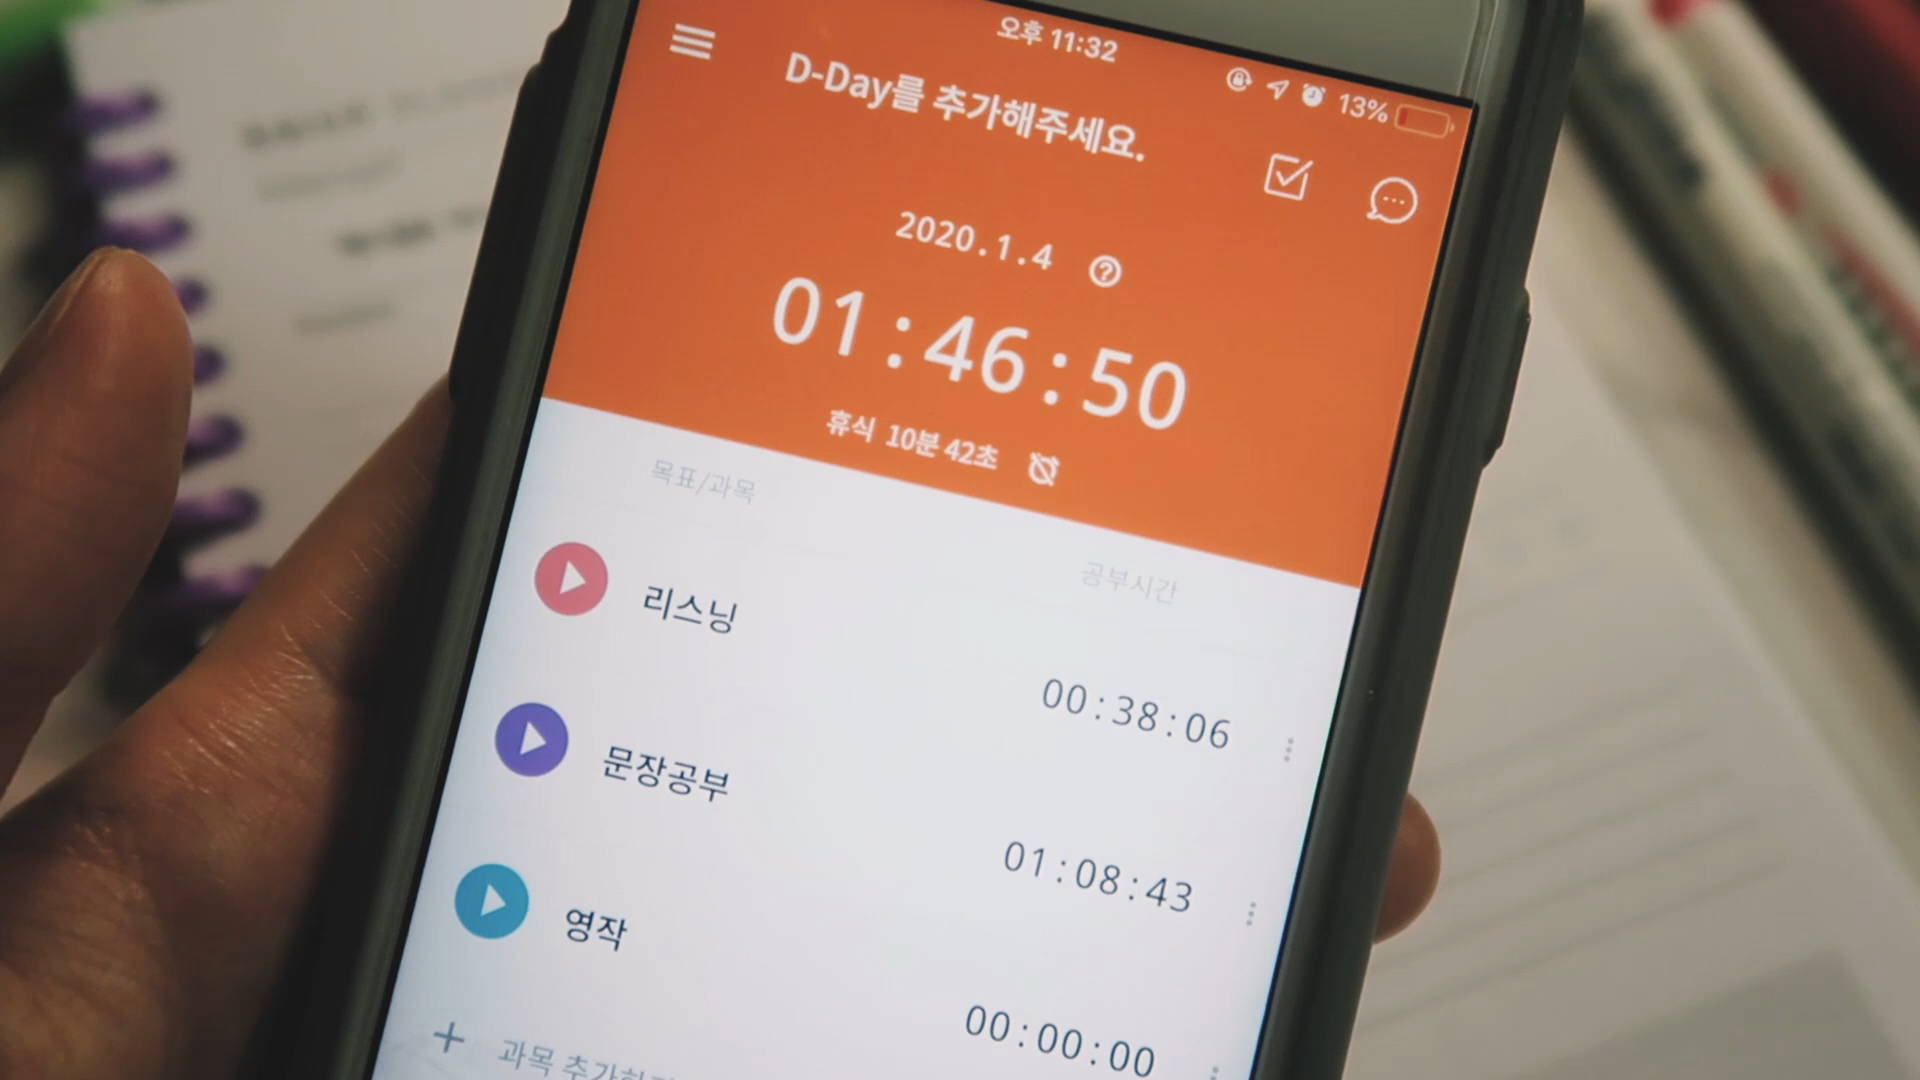 오후 11:32
13%
D-Day를 추가해주세요.
2020.1.4
01:46:50
휴식 10분 42초
목표/과목
공부시간
리스닝
00:38:06
문장공부
01:08:43
영작
00:00:00
+ 과목